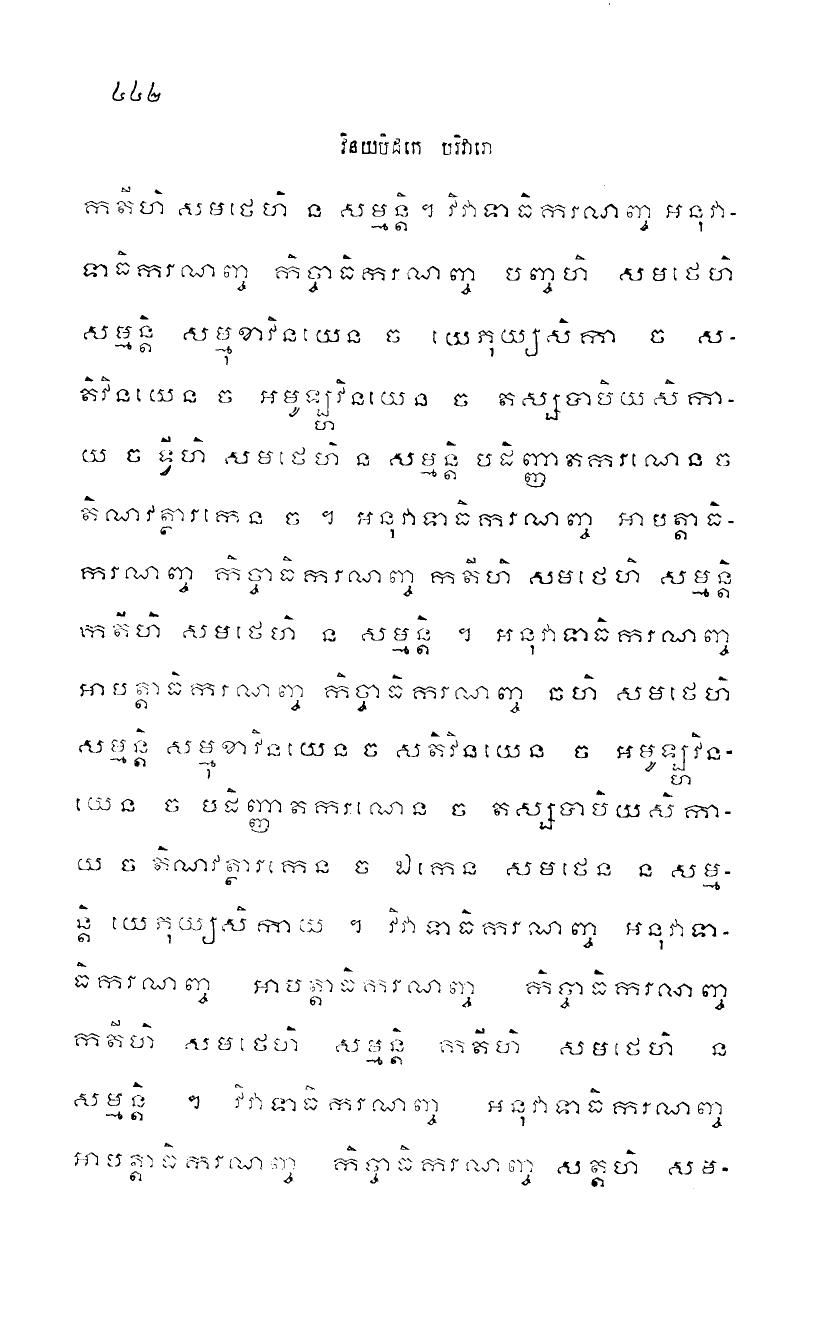 ៤៤២
វិនយបិដកេ បរិវារោ
កតីហិ សមថេហិ ន សម្មន្តិ ។ វិវាទាធិករណញ្ច អនុវា-
ទាធិករណញ្ច កិច្ចាធិករណញ្ច បញ្ចហិ សមថេហិ
សម្មន្តិ សម្មុខាវិនយេន ច យេភុយ្យសិកា ច ស-
តិវិនយេន ច អមូឡ្ហវិនយេន ច តស្សបាបិយសិកា-
យ ច ទ្វីហិ សមថេហិ ន សម្មន្តិ បដិញ្ញាតករណេន ច
តិណវត្ថារកេន ច ។ អនុវាទាធិករណញ្ច អាបត្តាធិ-
ករណញ្ច កិច្ចាធិករណញ្ច កតីហិ សមថេហិ សម្មន្តិ
កតីហិ សមថេហិ ន សម្មន្តិ ។ អនុវាទាធិករណញ្ច
អាបត្តាធិករណញ្ច កិច្ចាធិករណញ្ច ឆហិ សមថេហិ
សម្មន្តិ សម្មុខាវិនយេន ច សតិវិនយេន ច អមូឡ្ហវិន-
យេន ច បដិញ្ញាតករណេន ច តស្សបាបិយសិកា-
យ ច តិណវត្ថារកេន ច ឯកេន សមថេន ន សម្ម-
ន្តិ យេភុយ្យសិកាយ ។ វិវាទាធិករណញ្ច អនុវាទា-
ធិករណញ្ច អាបត្តាធិករណញ្ច កិច្ចាធិករណញ្ច
កតីហិ សមថេហិ សម្មន្តិ កតីហិ សមថេហិ ន
សម្មន្តិ ។ វិវាទាធិករណញ្ច អនុវាទាធិករណញ្ច
អាបត្តាធិករណញ្ច កិច្ចាធិករណញ្ច សត្តហិ សម-